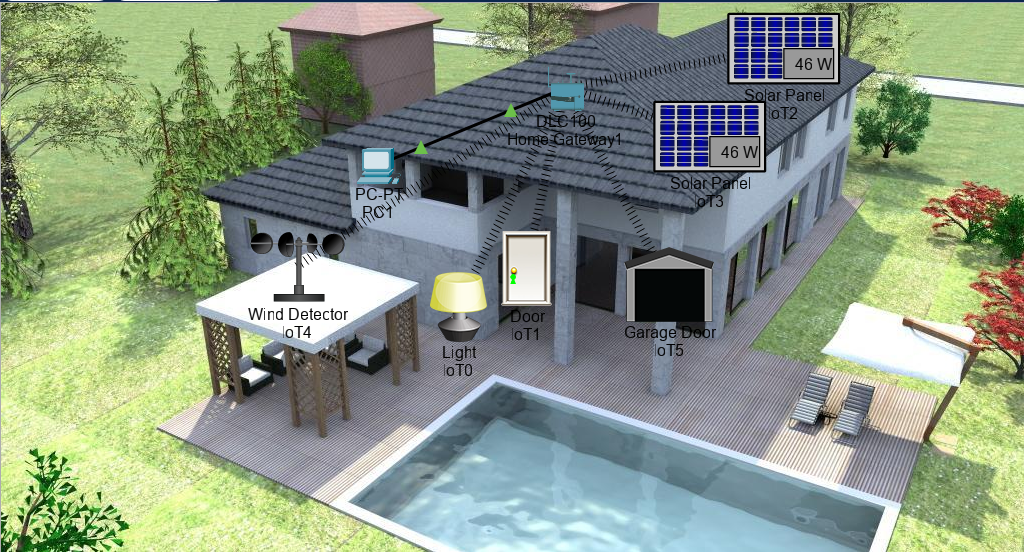 46 W
Solar Panel
IoT2
DLC100
Home Gateway1
46 W
Solar Panel
IoT3
PC-PT
PC1
Wind Detector
IoT4
Door
IoT1
Garage Door
IoT5
Light
IoT0